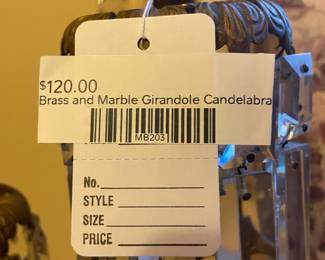 $120.00
Brass and Marble Girandole Candelabra
MB203
No.
STYLE
SIZE
PRICE